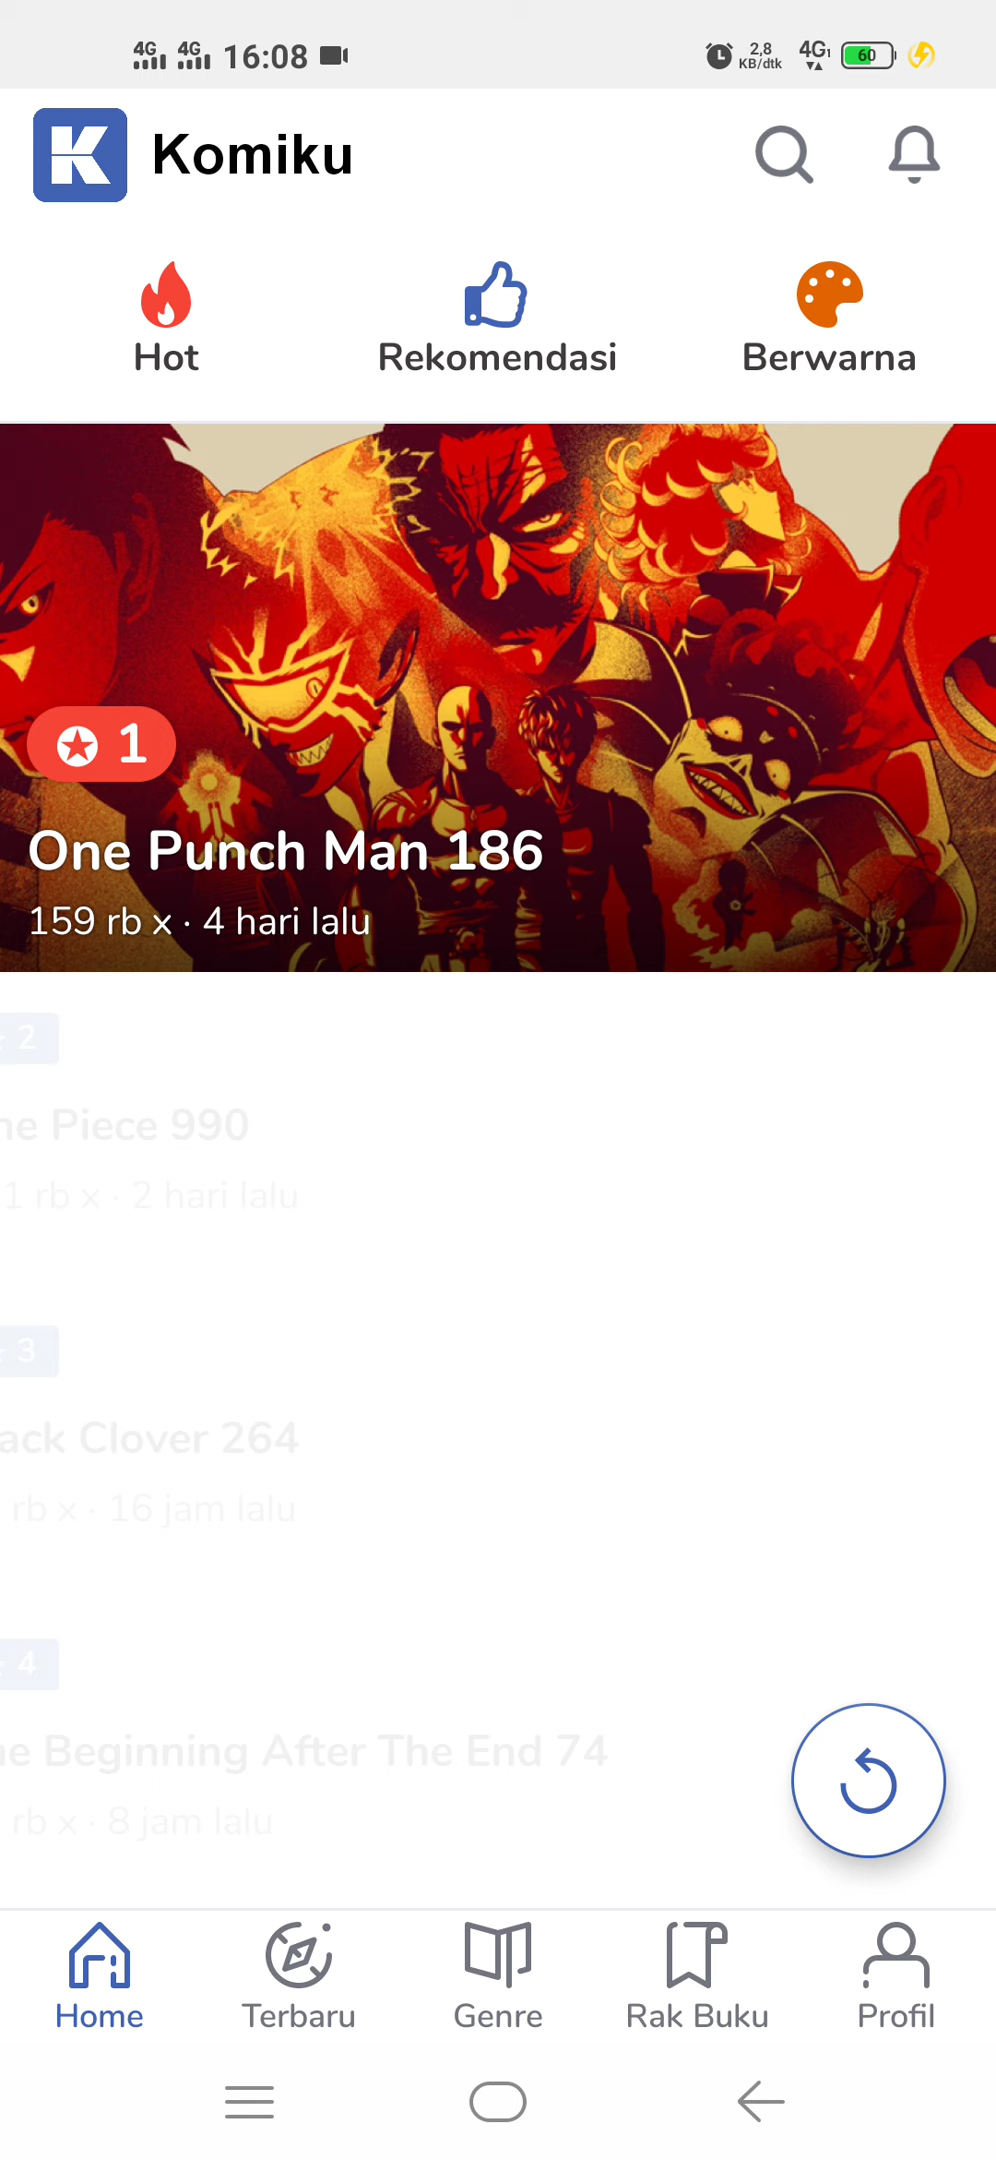 4G 4G 16:08
2,8 KB/dtk 4G 60
Komiku
Hot Rekomendasi Berwarna
1
One Punch Man 186
159 rb x · 4 hari lalu
2
ne Piece 990
1 rb x · 2 hari lalu
3
ack Clover 264
rb x · 16 jam lalu
4
ne Beginning After The End 74
rb x · 8 jam lalu
Home Terbaru Genre Rak Buku Profil